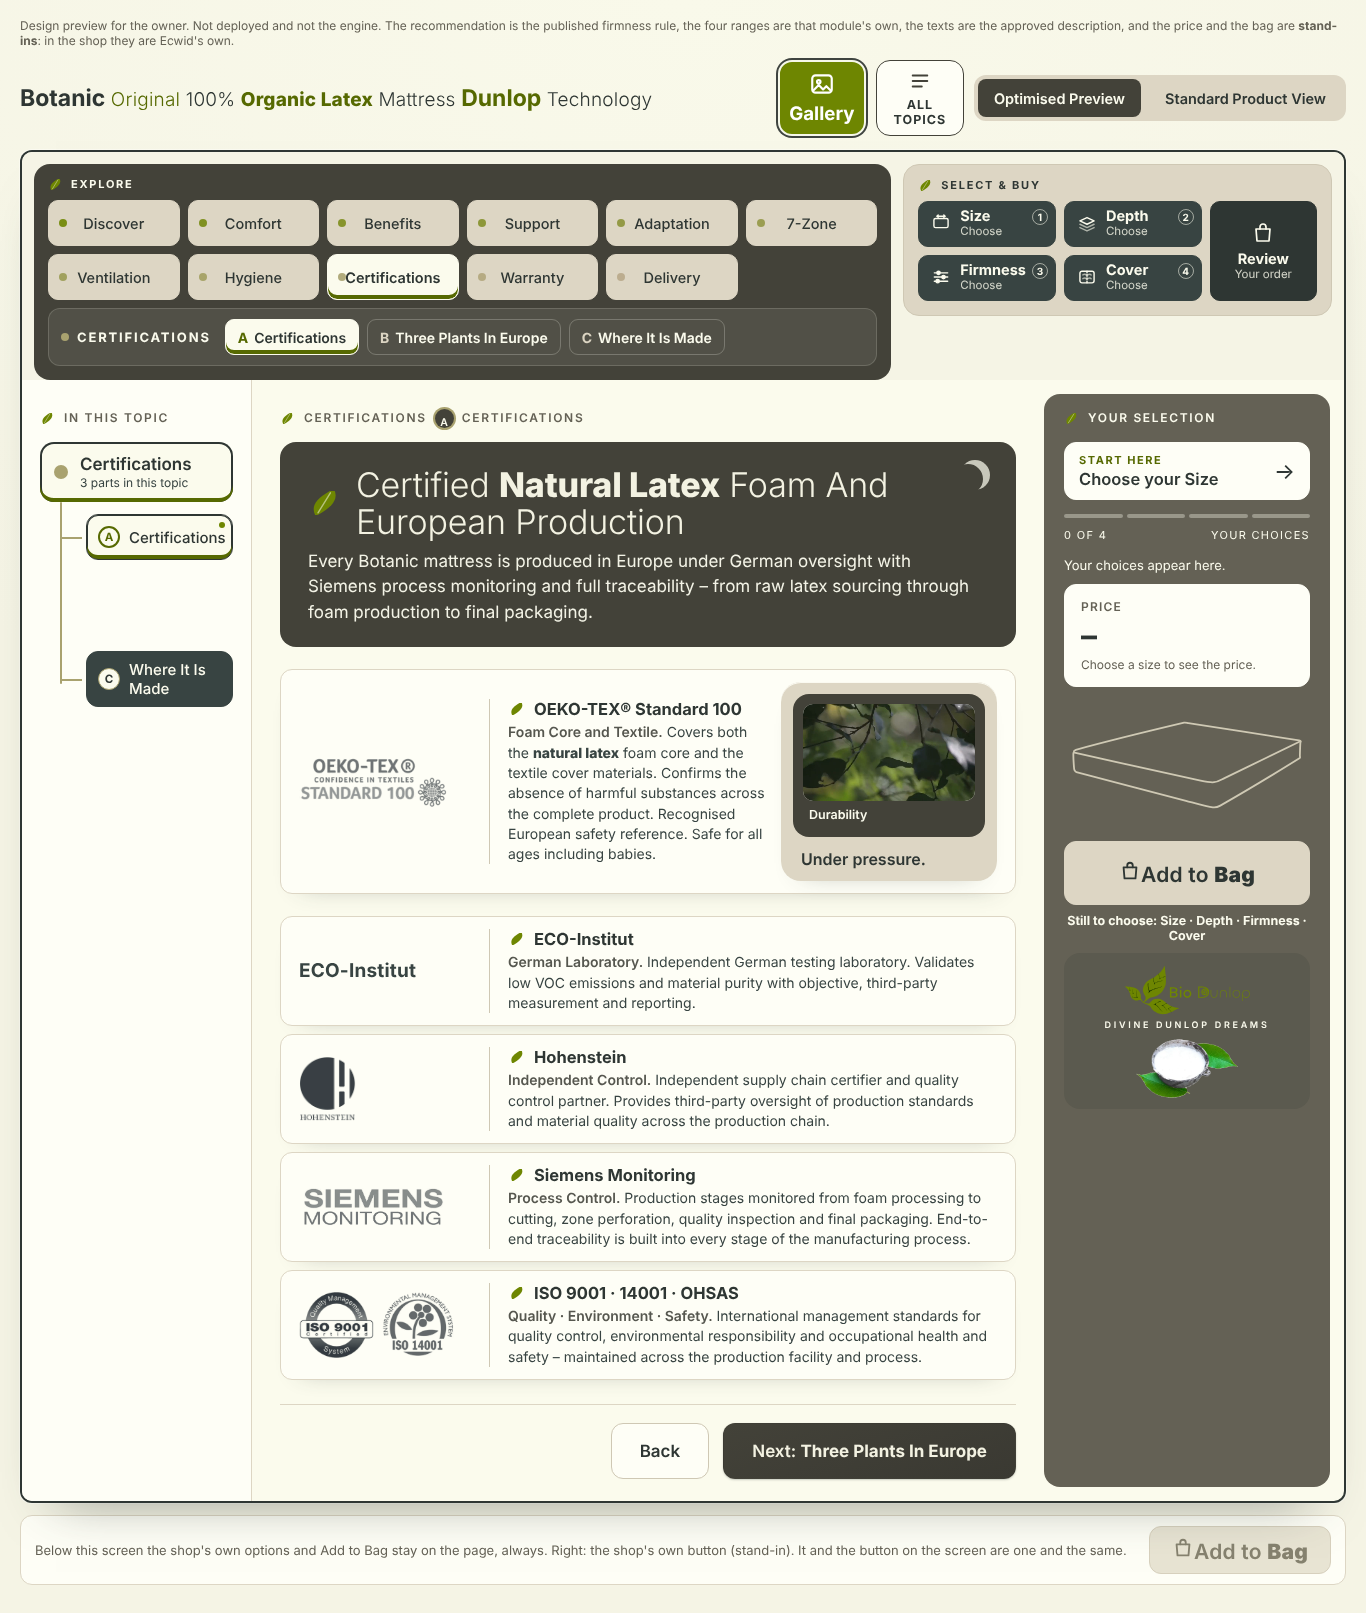 Design preview for the owner. Not deployed and not the engine. The recommendation is the published firmness rule, the four ranges are that module's own, the texts are the approved description, and the price and the bag are stand-
ins: in the shop they are Ecwid's own.
Botanic Original 100% Organic Latex Mattress Dunlop Technology
Gallery
ALL
TOPICS
Optimised Preview
Standard Product View
EXPLORE
Discover
Comfort
Benefits
Support
Adaptation
7-Zone
Ventilation
Hygiene
Certifications
Warranty
Delivery
CERTIFICATIONS
A Certifications
B Three Plants In Europe
C Where It Is Made
SELECT & BUY
Size
Choose
1
Depth
Choose
2
Firmness
Choose
3
Cover
Choose
4
Review
Your order
IN THIS TOPIC
Certifications
3 parts in this topic
A Certifications
C Where It Is
Made
CERTIFICATIONS A CERTIFICATIONS
Certified Natural Latex Foam And
European Production
Every Botanic mattress is produced in Europe under German oversight with
Siemens process monitoring and full traceability – from raw latex sourcing through
foam production to final packaging.
OEKO-TEX®
CONFIDENCE IN TEXTILES
STANDARD 100
OEKO-TEX® Standard 100
Foam Core and Textile. Covers both
the natural latex foam core and the
textile cover materials. Confirms the
absence of harmful substances across
the complete product. Recognised
European safety reference. Safe for all
ages including babies.
Durability
Under pressure.
ECO-Institut
ECO-Institut
German Laboratory. Independent German testing laboratory. Validates
low VOC emissions and material purity with objective, third-party
measurement and reporting.
HOHENSTEIN
Hohenstein
Independent Control. Independent supply chain certifier and quality
control partner. Provides third-party oversight of production standards
and material quality across the production chain.
SIEMENS
MONITORING
Siemens Monitoring
Process Control. Production stages monitored from foam processing to
cutting, zone perforation, quality inspection and final packaging. End-to-
end traceability is built into every stage of the manufacturing process.
Quality Management
ISO 9001
Certified
System
ENVIRONMENTAL MANAGEMENT SYSTEM
ISO 14001
ISO 9001 · 14001 · OHSAS
Quality · Environment · Safety. International management standards for
quality control, environmental responsibility and occupational health and
safety – maintained across the production facility and process.
Back
Next: Three Plants In Europe
YOUR SELECTION
START HERE
Choose your Size
0 OF 4
YOUR CHOICES
Your choices appear here.
PRICE
–
Choose a size to see the price.
Add to Bag
Still to choose: Size · Depth · Firmness ·
Cover
Bio Dunlop
DIVINE DUNLOP DREAMS
Below this screen the shop's own options and Add to Bag stay on the page, always. Right: the shop's own button (stand-in). It and the button on the screen are one and the same.
Add to Bag